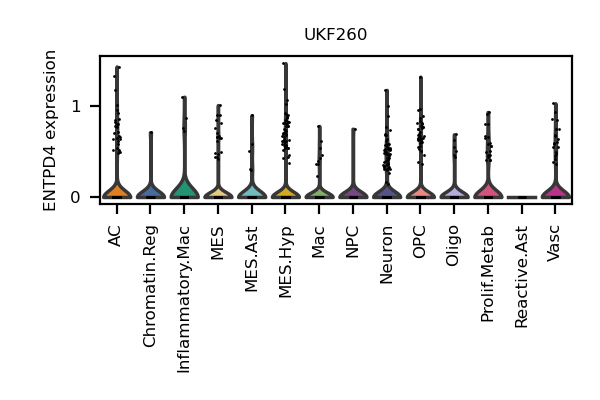 UKF260
ENTPD4 expression
1
0
AC
Chromatin.Reg
Inflammatory.Mac
MES
MES.Ast
MES.Hyp
Mac
NPC
Neuron
OPC
Oligo
Prolif.Metab
Reactive.Ast
Vasc